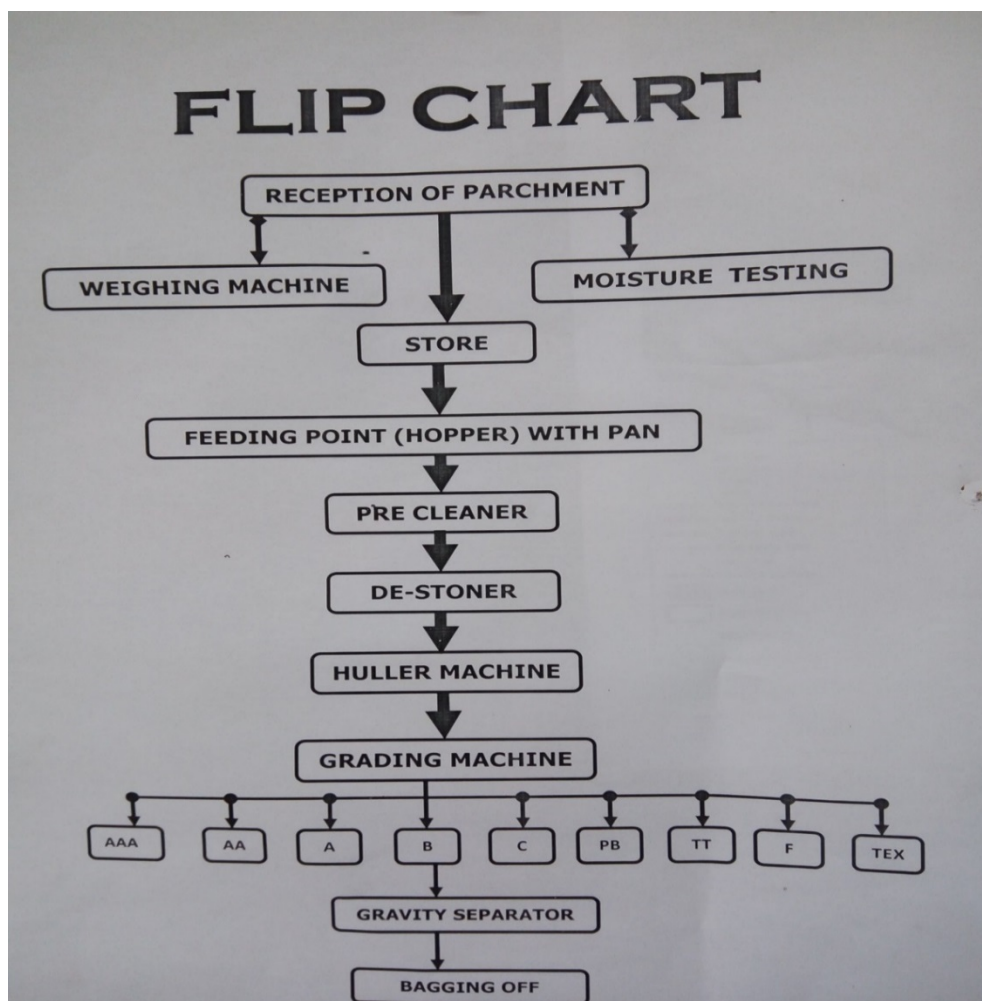 FLIP CHART
RECEPTION OF PARCHMENT
WEIGHING MACHINE
MOISTURE TESTING
STORE
FEEDING POINT (HOPPER) WITH PAN
PRE CLEANER
DE-STONER
HULLER MACHINE
GRADING MACHINE
AAA AA A B C PB TT F TEX
GRAVITY SEPARATOR
BAGGING OFF